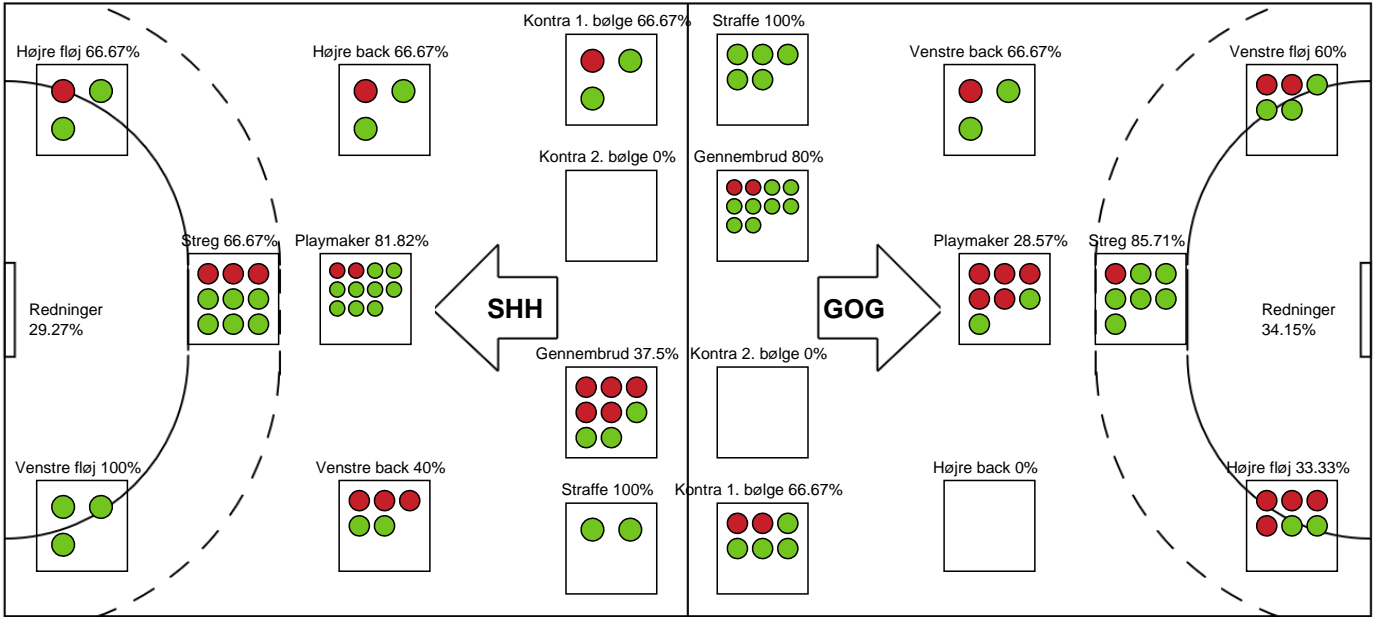 Kontra 1. bølge 66.67%
Straffe 100%
Højre fløj 66.67%
Højre back 66.67%
Venstre back 66.67%
Venstre fløj 60%
Kontra 2. bølge 0%
Gennembrud 80%
Streg 66.67%
Playmaker 81.82%
Playmaker 28.57%
Streg 85.71%
Redninger
29.27%
SHH
GOG
Redninger
34.15%
Gennembrud 37.5%
Kontra 2. bølge 0%
Venstre fløj 100%
Venstre back 40%
Straffe 100%
Kontra 1. bølge 66.67%
Højre back 0%
Højre fløj 33.33%